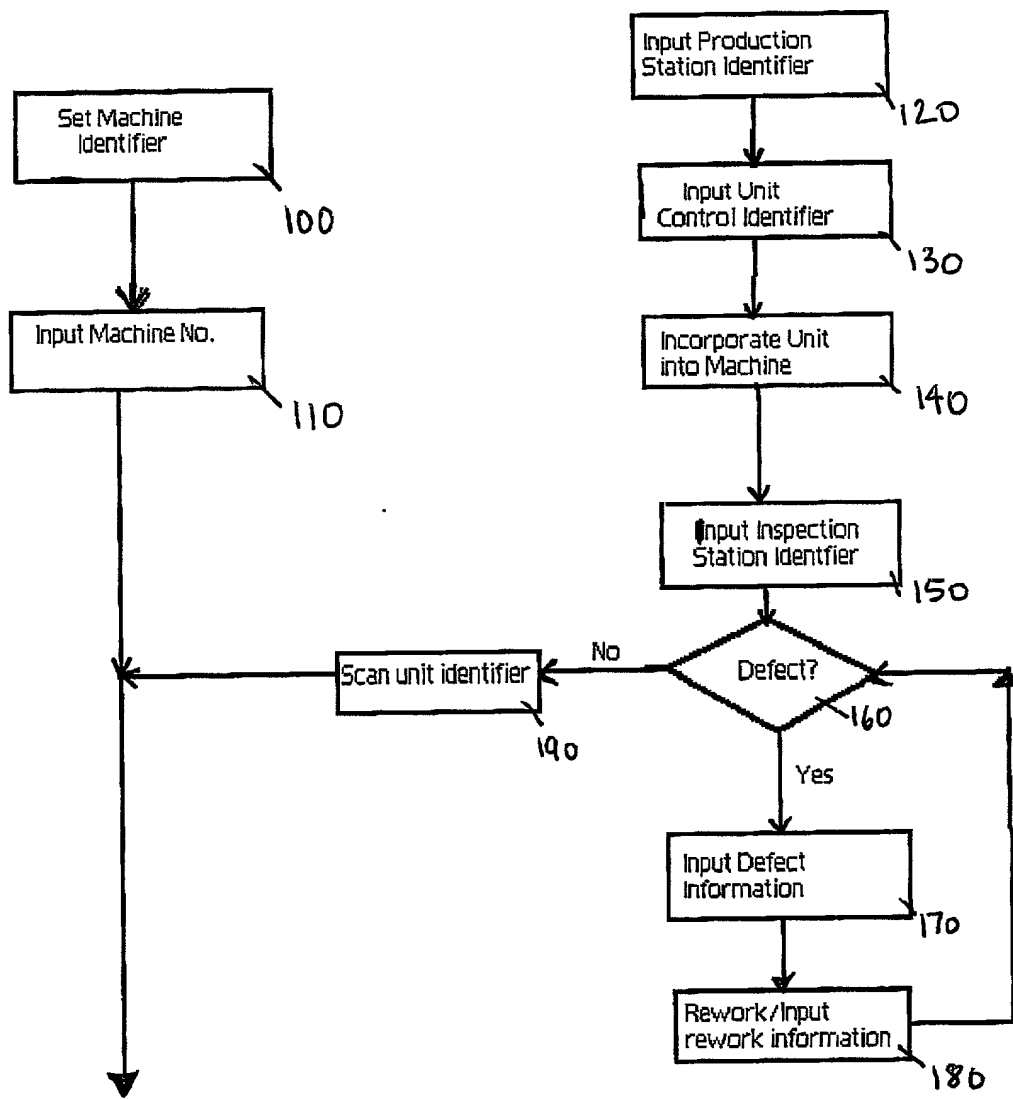 Input Production
Station Identifier
120
Set Machine
Identifier
100
Input Unit
Control Identifier
130
Input Machine No.
110
Incorporate Unit
into Machine
140
Input Inspection
Station Identfier
150
No
Scan unit identifier
190
Defect?
160
Yes
Input Defect
Information
170
Rework/Input
rework information
180